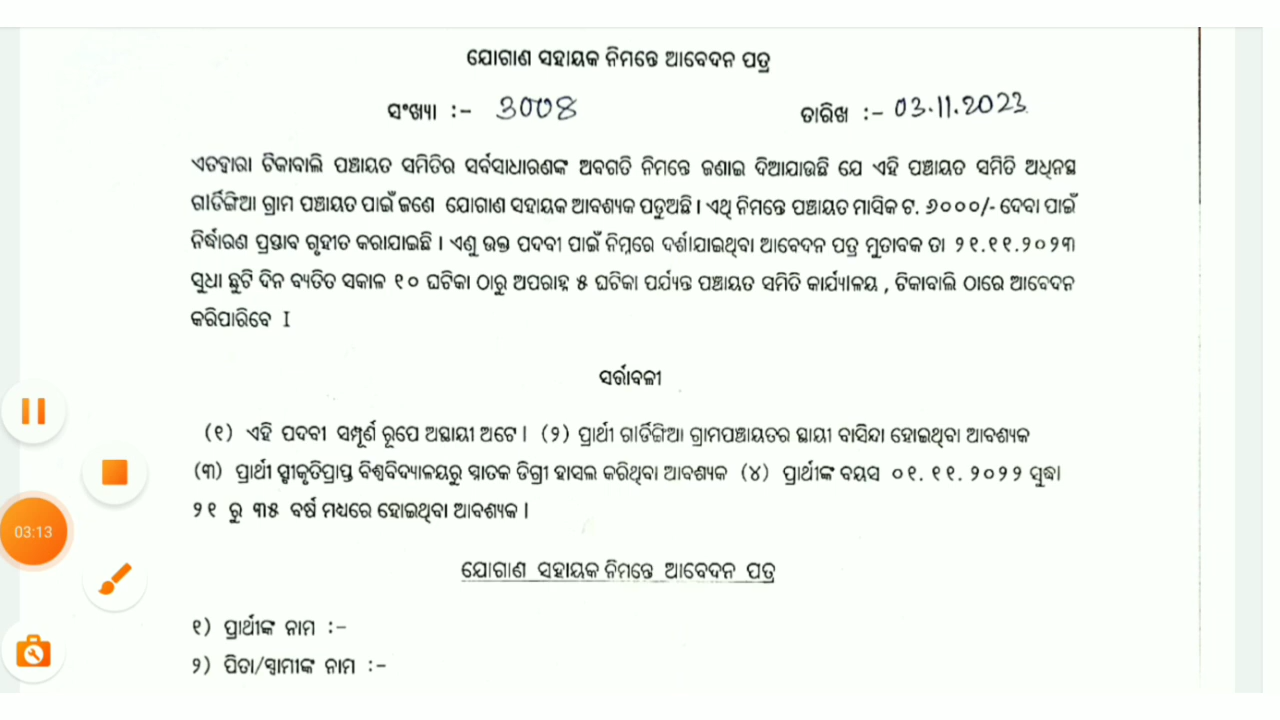 ଯୋଗାଣ ସହାୟକ ନିମନ୍ତେ ଆବେଦନ ପତ୍ର
ସଂଖ୍ୟା :- 3008 ତାରିଖ :- 03.11.2023
ଏତଦ୍ବାରା ଟିକାବାଲି ପଞ୍ଚାୟତ ସମିତିର ସର୍ବସାଧାରଣଙ୍କ ଅବଗତି ନିମନ୍ତେ ଜଣାଇ ଦିଆଯାଉଛି ଯେ ଏହି ପଞ୍ଚାୟତ ସମିତି ଅଧିନସ୍ଥ
ଗାର୍ଡିଙ୍ଗିଆ ଗ୍ରାମ ପଞ୍ଚାୟତ ପାଇଁ ଜଣେ ଯୋଗାଣ ସହାୟକ ଆବଶ୍ୟକ ପଡୁଅଛି । ଏଥି ନିମନ୍ତେ ପଞ୍ଚାୟତ ମାସିକ ଟ. ୬୦୦୦/- ଦେବା ପାଇଁ
ନିର୍ଦ୍ଧାରଣ ପ୍ରସ୍ତାବ ଗୃହୀତ କରାଯାଇଛି । ଏଣୁ ଉକ୍ତ ପଦବୀ ପାଇଁ ନିମ୍ନରେ ଦର୍ଶାଯାଇଥିବା ଆବେଦନ ପତ୍ର ମୁତାବକ ତା ୨୧.୧୧.୨୦୨୩
ସୁଧା ଛୁଟି ଦିନ ବ୍ୟତିତ ସକାଳ ୧୦ ଘଟିକା ଠାରୁ ଅପରାହ୍ନ ୫ ଘଟିକା ପର୍ଯ୍ୟନ୍ତ ପଞ୍ଚାୟତ ସମିତି କାର୍ଯ୍ୟାଳୟ , ଟିକାବାଲି ଠାରେ ଆବେଦନ
କରିପାରିବେ I
ସର୍ତ୍ତାବଳୀ
(୧) ଏହି ପଦବୀ ସମ୍ପୂର୍ଣ ରୂପେ ଅସ୍ଥାୟୀ ଅଟେ । (୨) ପ୍ରାର୍ଥୀ ଗାର୍ଡିଙ୍ଗିଆ ଗ୍ରାମପଞ୍ଚାୟତର ସ୍ଥାୟୀ ବାସିନ୍ଦା ହୋଇଥିବା ଆବଶ୍ୟକ
(୩) ପ୍ରାର୍ଥୀ ସ୍ବୀକୃତିପ୍ରାପ୍ତ ବିଶ୍ୱବିଦ୍ୟାଳୟରୁ ସ୍ନାତକ ଡିଗ୍ରୀ ହାସଲ କରିଥିବା ଆବଶ୍ୟକ (୪) ପ୍ରାର୍ଥୀଙ୍କ ବୟସ ୦୧. ୧୧. ୨୦୨୨ ସୁଦ୍ଧା
୨୧ ରୁ ୩୫ ବର୍ଷ ମଧ୍ୟରେ ହୋଇଥିବା ଆବଶ୍ୟକ ।
ଯୋଗାଣ ସହାୟକ ନିମନ୍ତେ ଆବେଦନ ପତ୍ର
୧) ପ୍ରାର୍ଥୀଙ୍କ ନାମ :-
୨) ପିତା/ସ୍ୱାମୀଙ୍କ ନାମ :-
03:13